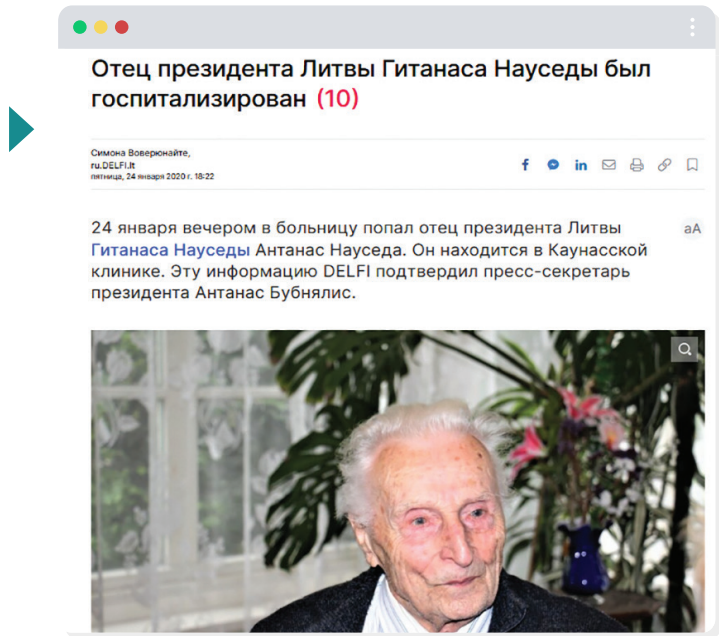 Отец президента Литвы Гитанаса Науседы был
госпитализирован (10)
Симона Воверюнайте,
ru.DELFI.lt
пятница, 24 января 2020 г. 18:22
24 января вечером в больницу попал отец президента Литвы
аА
Гитанаса Науседы Антанас Науседа. Он находится в Каунасской
клинике. Эту информацию DELFI подтвердил пресс-секретарь
президента Антанас Бубнялис.